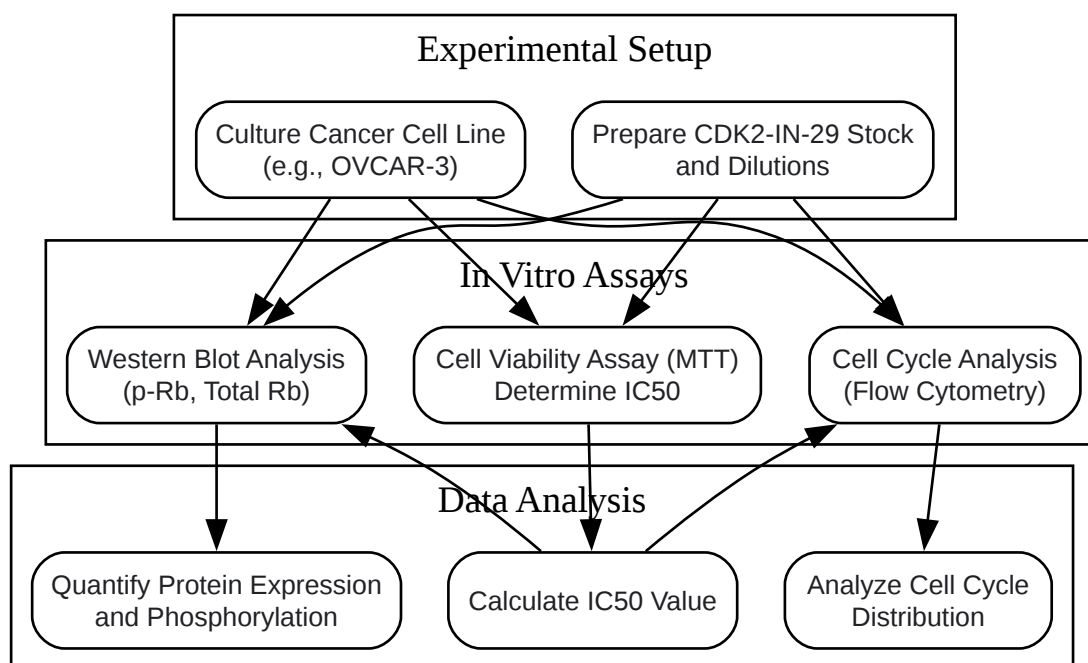 Experimental Setup
Culture Cancer Cell Line
(e.g., OVCAR-3)
Prepare CDK2-IN-29 Stock
and Dilutions
In Vitro Assays
Western Blot Analysis
(p-Rb, Total Rb)
Cell Viability Assay (MTT)
Determine IC50
Cell Cycle Analysis
(Flow Cytometry)
Data Analysis
Quantify Protein Expression
and Phosphorylation
Calculate IC50 Value
Analyze Cell Cycle
Distribution